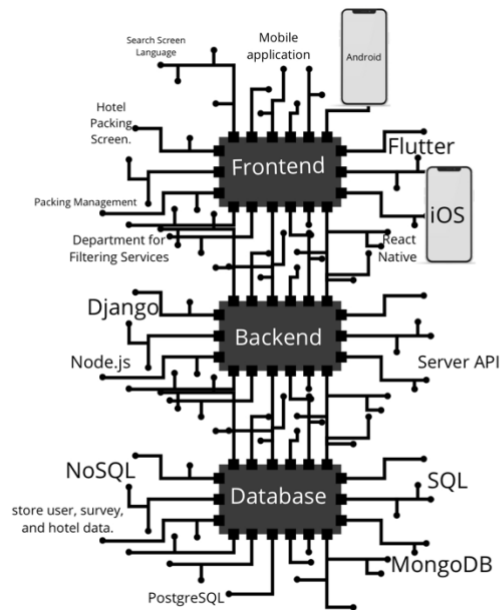 Search Screen
Language
Mobile
application
Android
Hotel
Packing
Screen.
Frontend
Flutter
iOS
Packing Management
Department for
Filtering Services
React
Native
Django
Backend
Node.js
Server API
NoSQL
Database
SQL
store user, survey,
and hotel data.
MongoDB
PostgreSQL